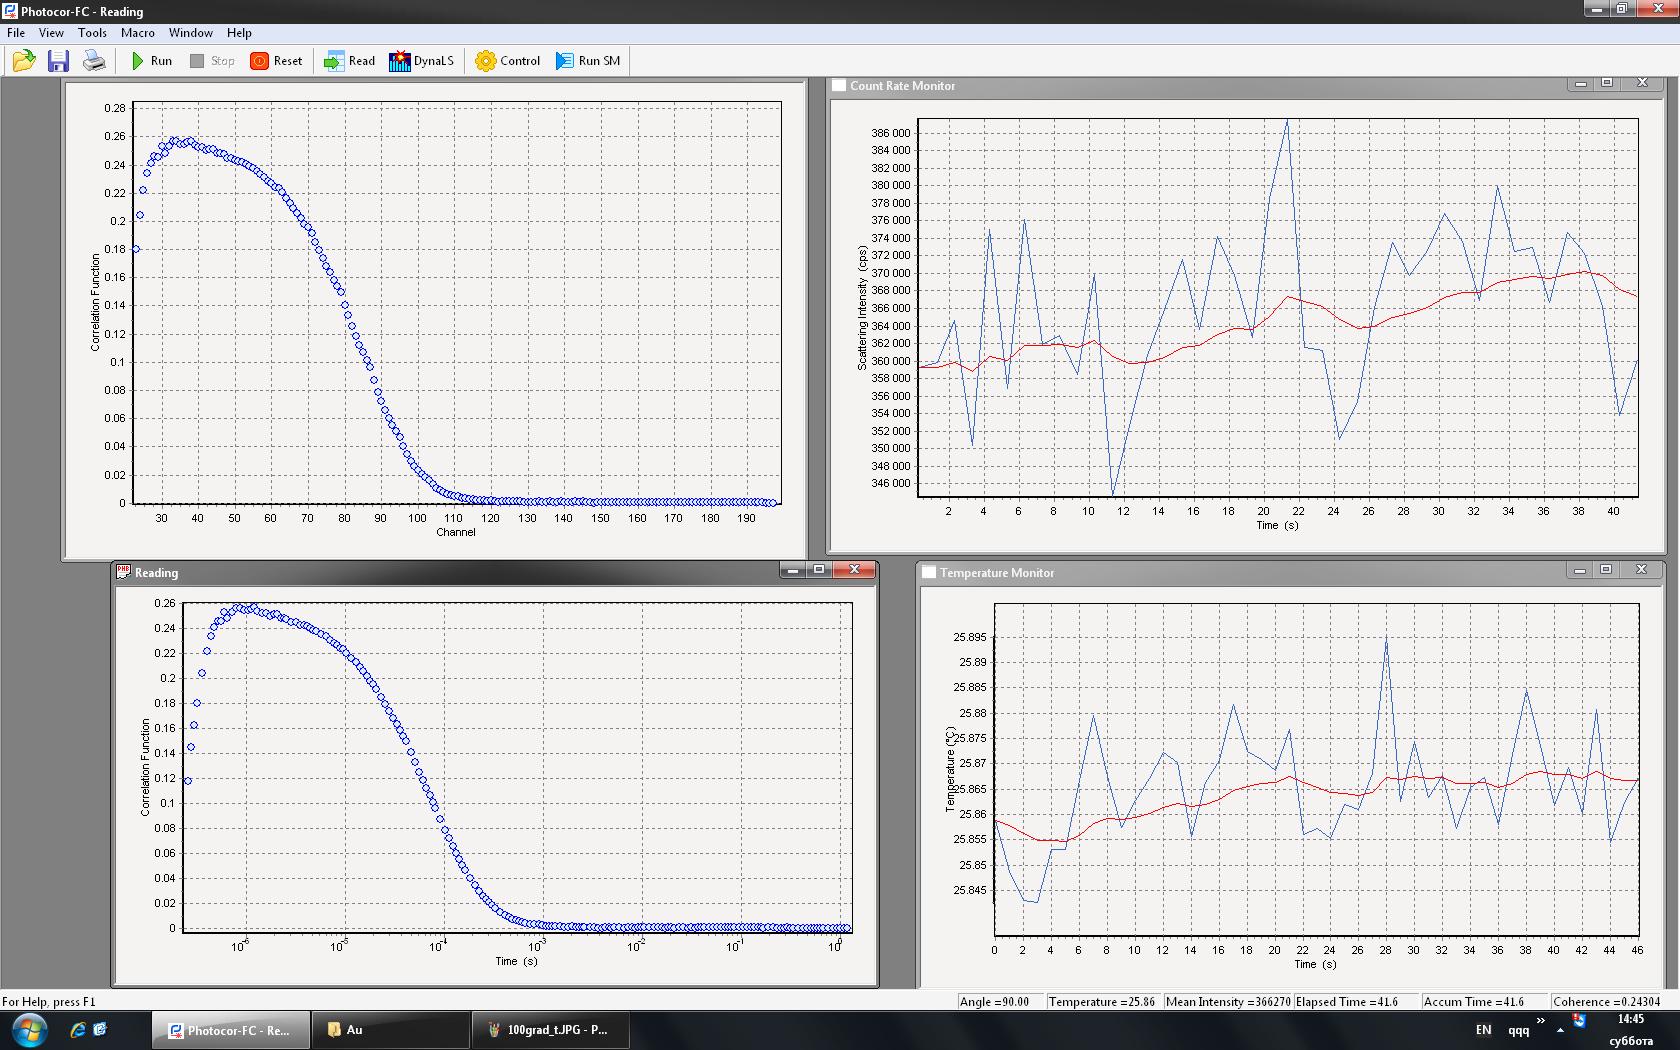 Photocor-FC - Reading
File View Tools Macro Window Help
Run Stop Reset Read DynaLS Control Run SM
0.28
0.26
0.24
0.22
0.2
0.18
0.16
0.14
0.12
0.1
0.08
0.06
0.04
0.02
0
Correlation Function
30 40 50 60 70 80 90 100 110 120 130 140 150 160 170 180 190
Channel
Count Rate Monitor
386 000
384 000
382 000
380 000
378 000
376 000
374 000
372 000
370 000
368 000
366 000
364 000
362 000
360 000
358 000
356 000
354 000
352 000
350 000
348 000
346 000
Scattering Intensity (cps)
2 4 6 8 10 12 14 16 18 20 22 24 26 28 30 32 34 36 38 40
Time (s)
Reading
0.26
0.24
0.22
0.2
0.18
0.16
0.14
0.12
0.1
0.08
0.06
0.04
0.02
0
Correlation Function
10-6 10-5 10-4 10-3 10-2 10-1 100
Time (s)
Temperature Monitor
25.895
25.89
25.885
25.88
25.875
25.87
25.865
25.86
25.855
25.85
25.845
Temperature (°C)
0 2 4 6 8 10 12 14 16 18 20 22 24 26 28 30 32 34 36 38 40 42 44 46
Time (s)
For Help, press F1
Angle =90.00 Temperature =25.86 Mean Intensity =366270 Elapsed Time =41.6 Accum Time =41.6 Coherence =0.24304
Photocor-FC - Re... Au 100grad_t.JPG - P... EN qqq » 14:45
суббота